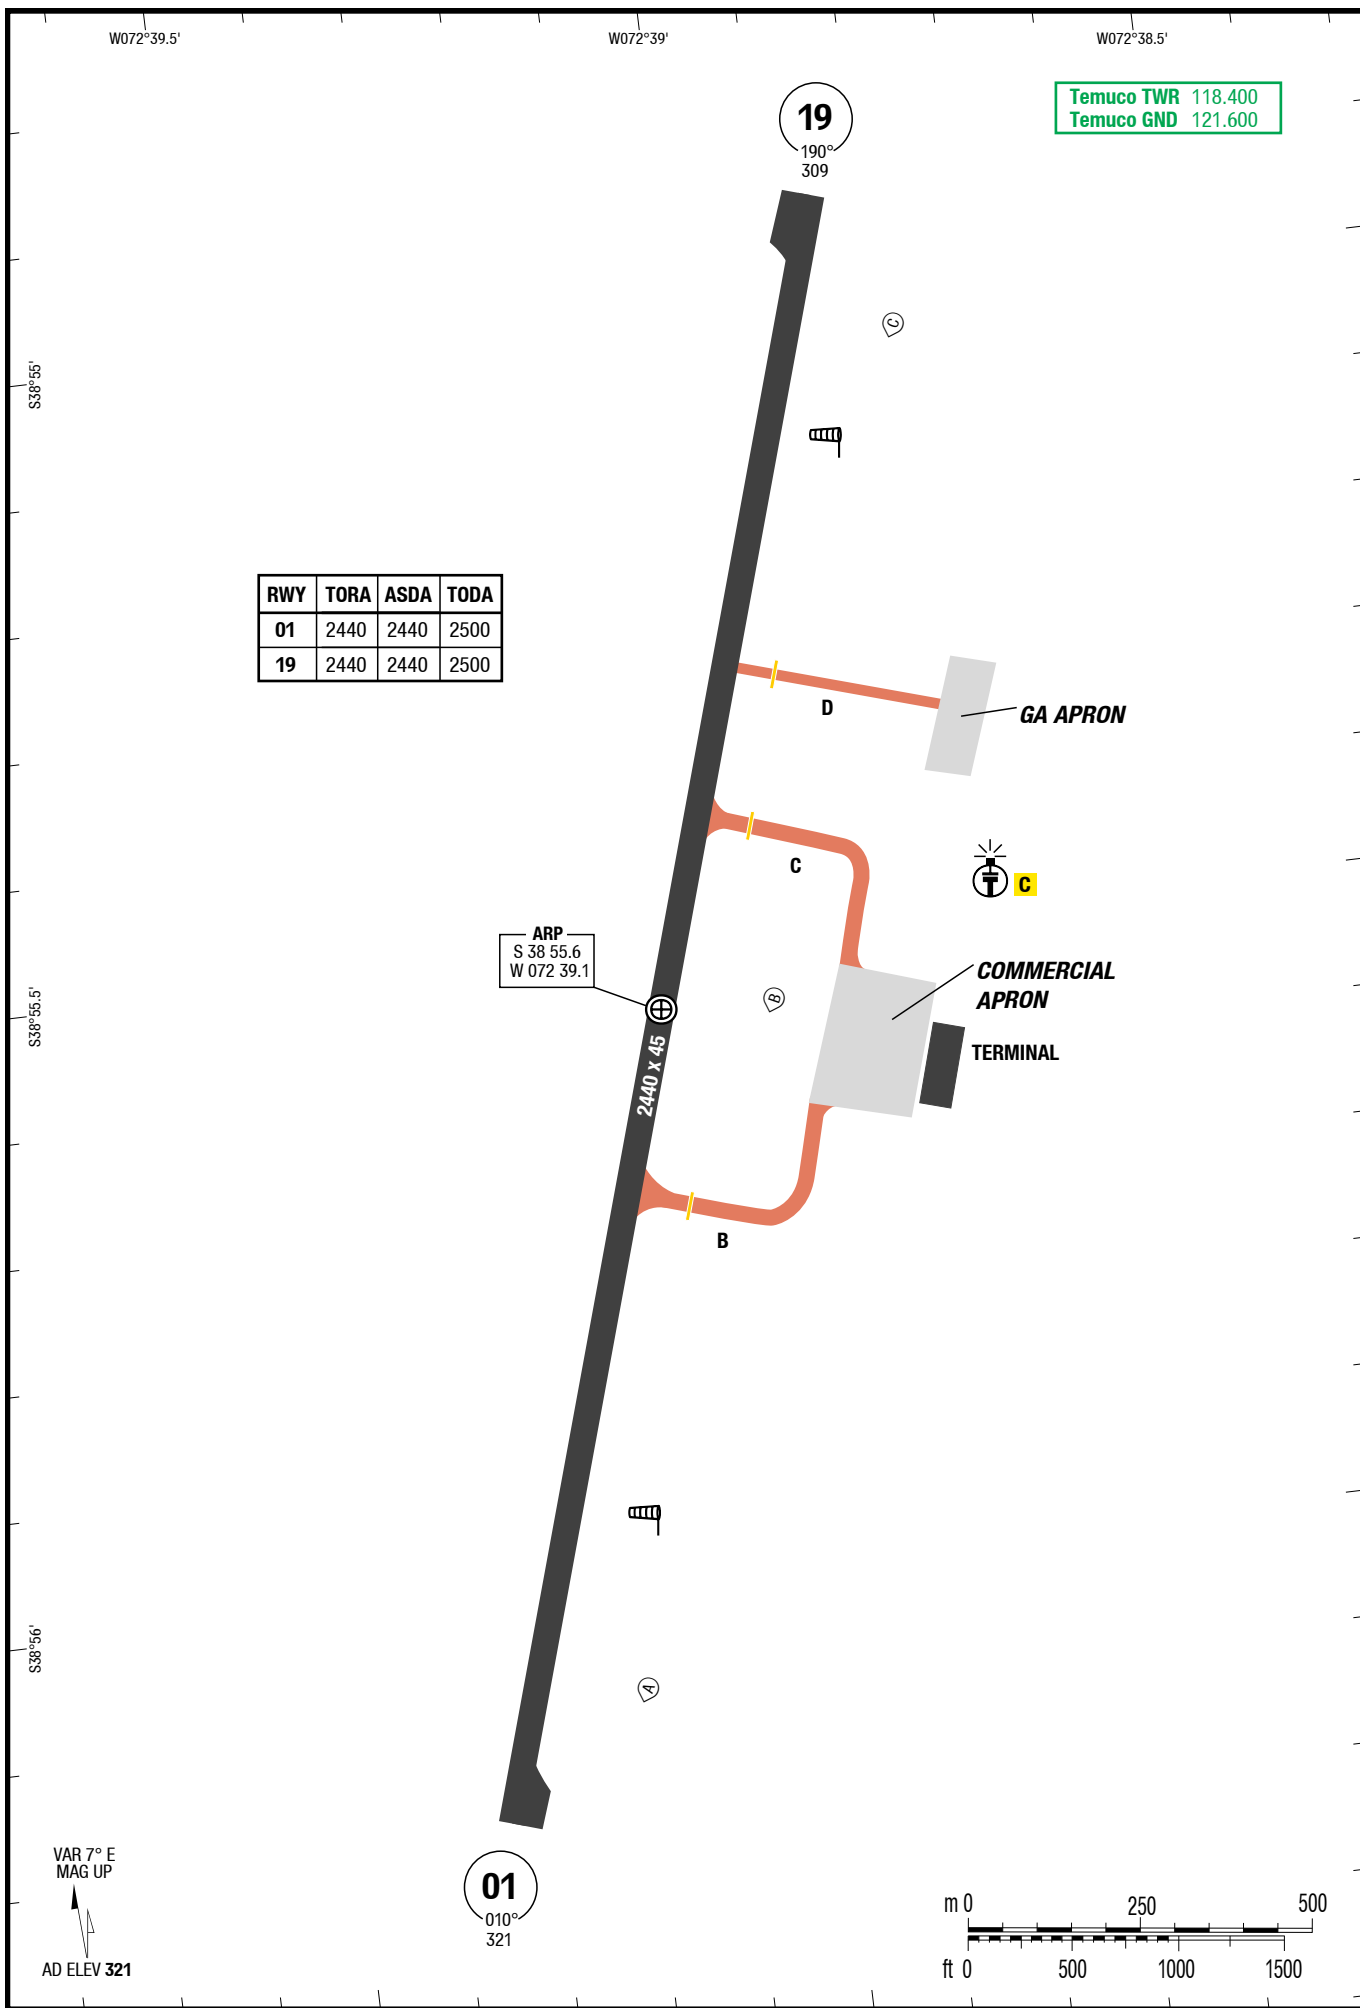 W072°39.5'
W072°39'
W072°38.5'
Temuco TWR 118.400
Temuco GND 121.600
19
190°
309
C
S38°55'
RWY TORA ASDA TODA
01 2440 2440 2500
19 2440 2440 2500
D
GA APRON
C
C
ARP
S 38 55.6
W 072 39.1
COMMERCIAL
APRON
B
S38°55.5'
TERMINAL
2440 x 45
B
S38°56'
A
VAR 7° E
MAG UP
AD ELEV 321
01
010°
321
m 0 250 500
ft 0 500 1000 1500